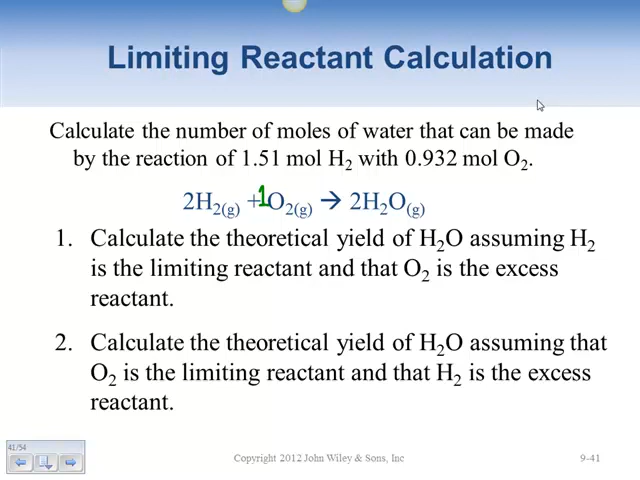 Limiting Reactant Calculation
Calculate the number of moles of water that can be made
by the reaction of 1.51 mol H₂ with 0.932 mol O₂.
2H₂(g) + 1O₂(g) → 2H₂O(g)
1. Calculate the theoretical yield of H₂O assuming H₂
is the limiting reactant and that O₂ is the excess
reactant.
2. Calculate the theoretical yield of H₂O assuming that
O₂ is the limiting reactant and that H₂ is the excess
reactant.
41/54
Copyright 2012 John Wiley & Sons, Inc
9-41